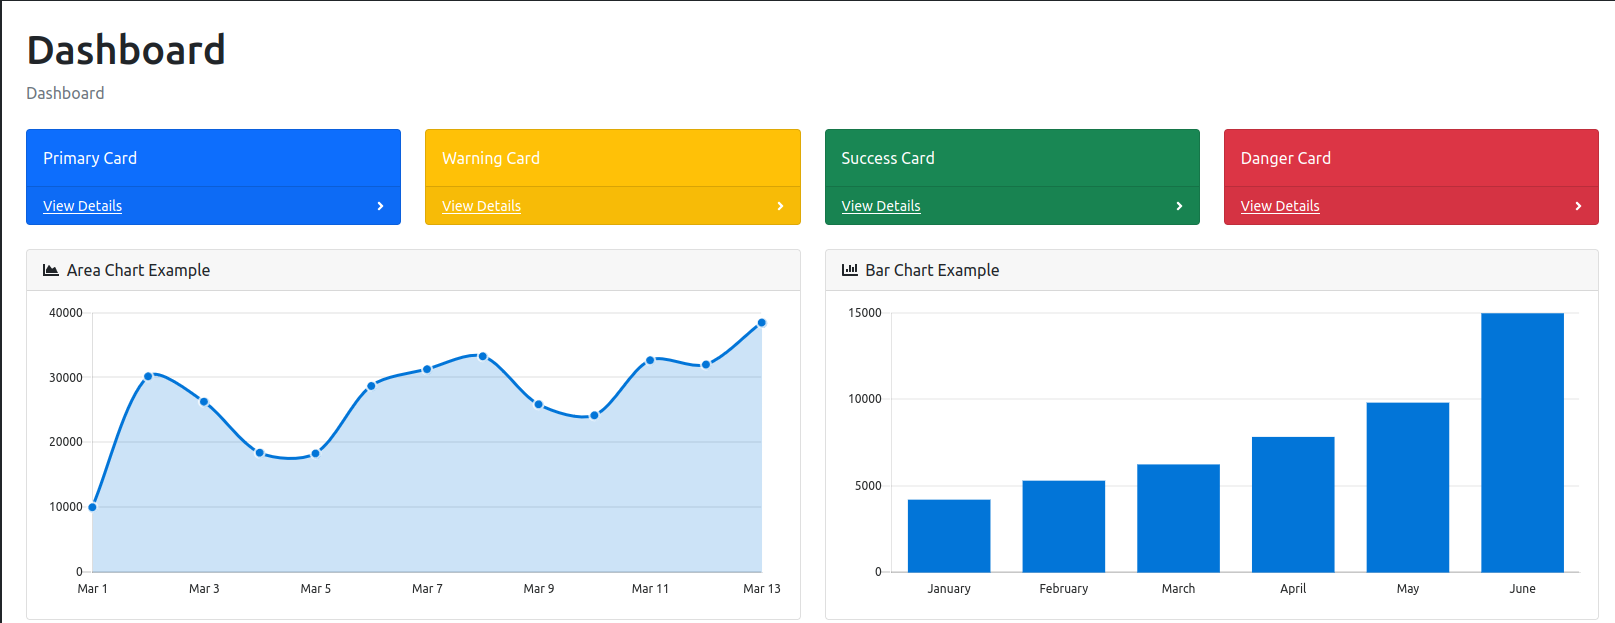 Dashboard
Dashboard
Primary Card
View Details
Warning Card
View Details
Success Card
View Details
Danger Card
View Details
Area Chart Example
40000
30000
20000
10000
0
Mar 1 Mar 3 Mar 5 Mar 7 Mar 9 Mar 11 Mar 13
Bar Chart Example
15000
10000
5000
0
January February March April May June